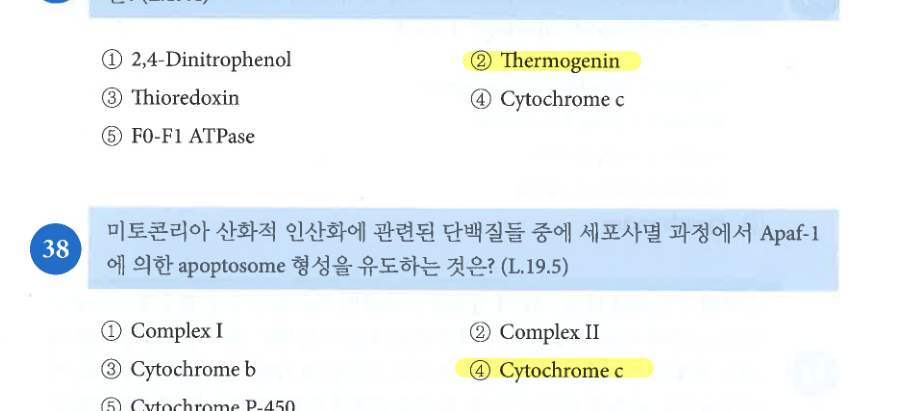 ① 2,4-Dinitrophenol
② Thermogenin
③ Thioredoxin
④ Cytochrome c
⑤ F0-F1 ATPase
38
미토콘리아 산화적 인산화에 관련된 단백질들 중에 세포사멸 과정에서 Apaf-1
에 의한 apoptosome 형성을 유도하는 것은? (L.19.5)
① Complex I
② Complex II
③ Cytochrome b
④ Cytochrome c
⑤ Cytochrome P-450